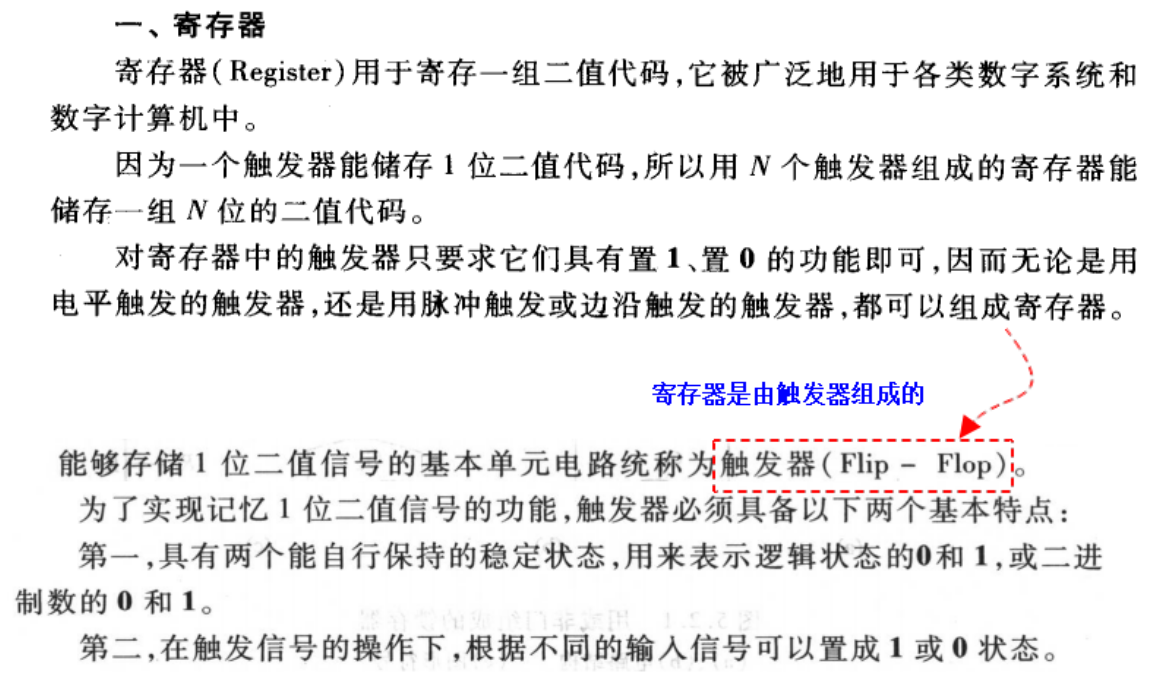 一、寄存器
寄存器(Register)用于寄存一组二值代码,它被广泛地用于各类数字系统和
数字计算机中。
因为一个触发器能储存 1 位二值代码,所以用 N 个触发器组成的寄存器能
储存一组 N 位的二值代码。
对寄存器中的触发器只要求它们具有置 1、置 0 的功能即可,因而无论是用
电平触发的触发器,还是用脉冲触发或边沿触发的触发器,都可以组成寄存器。
寄存器是由触发器组成的
能够存储 1 位二值信号的基本单元电路统称为触发器(Flip - Flop)。
为了实现记忆 1 位二值信号的功能,触发器必须具备以下两个基本特点:
第一,具有两个能自行保持的稳定状态,用来表示逻辑状态的0和 1,或二进
制数的 0 和 1。
第二,在触发信号的操作下,根据不同的输入信号可以置成 1 或 0 状态。